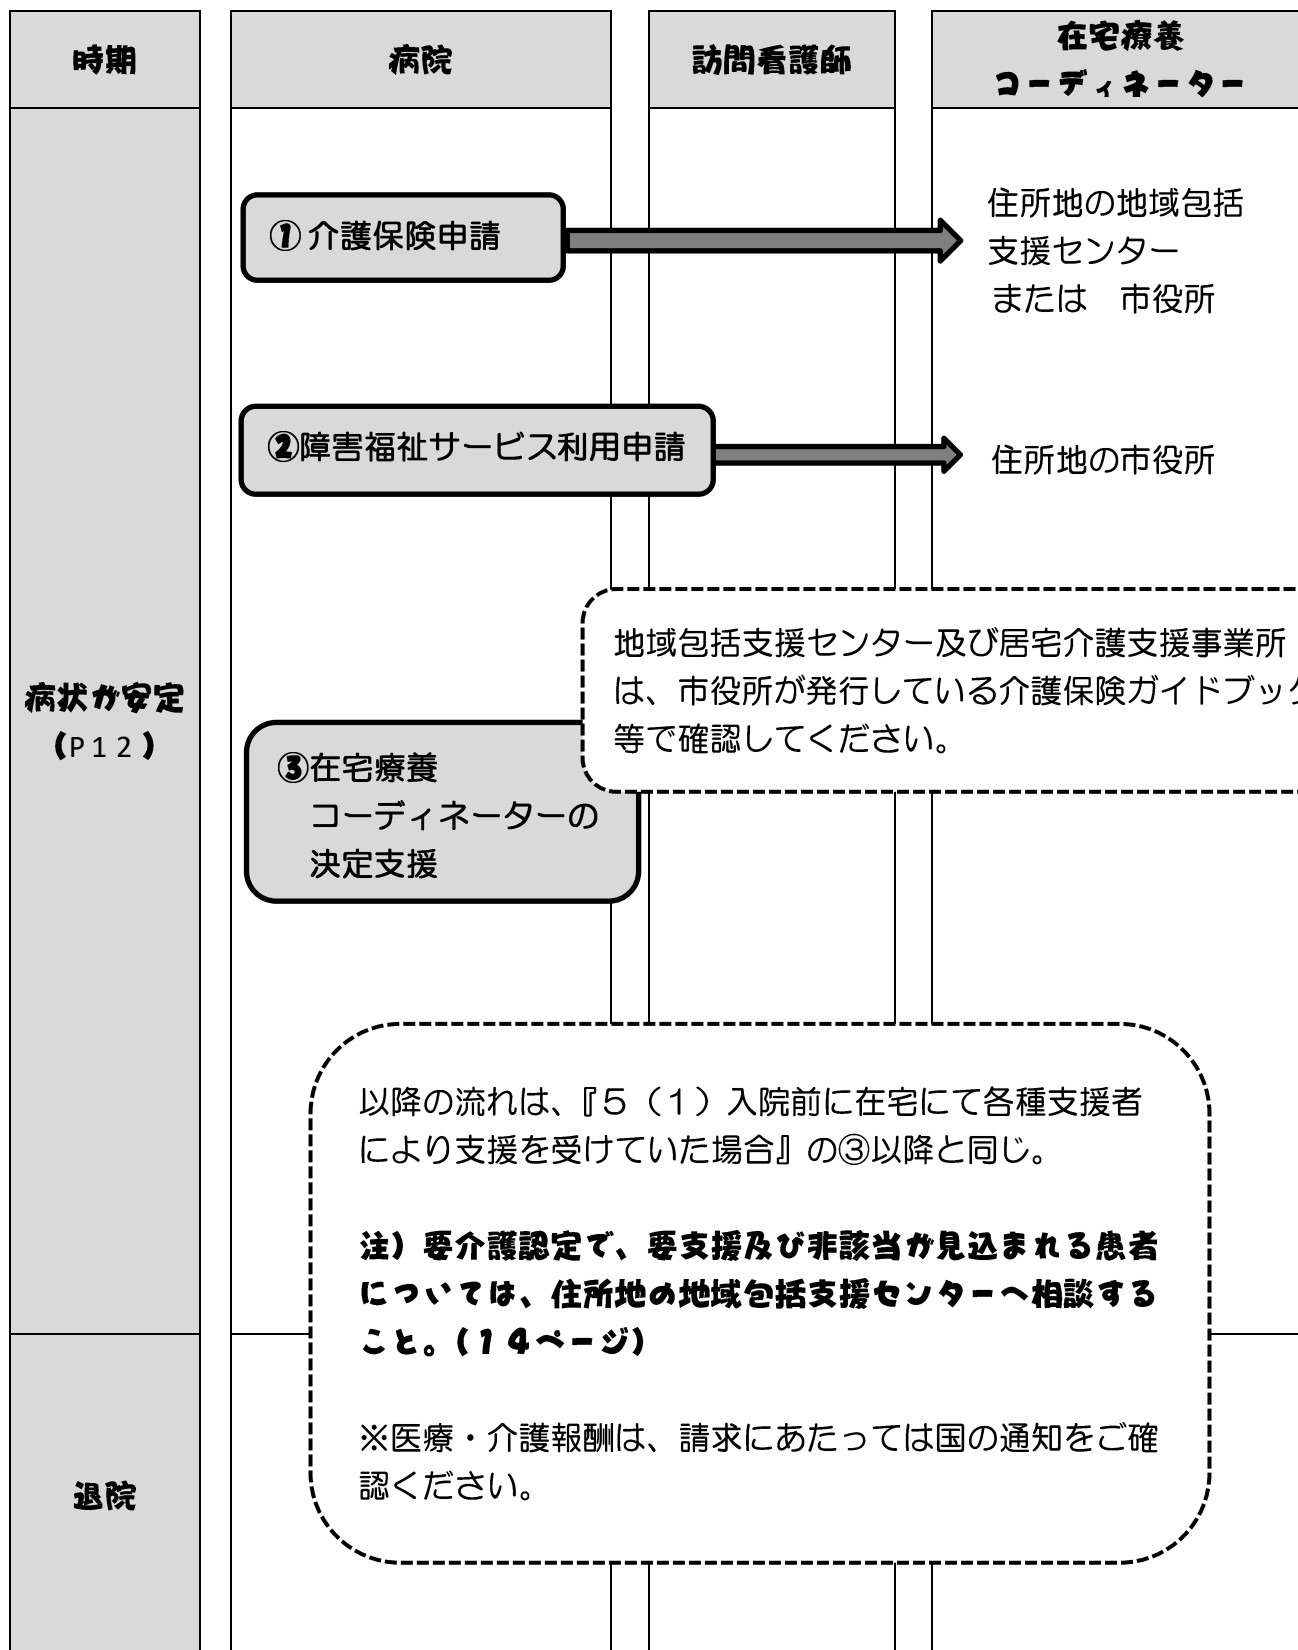 時期
病院
訪問看護師
在宅療養
コーディネーター
①介護保険申請
住所地の地域包括
支援センター
または　市役所
②障害福祉サービス利用申請
住所地の市役所
地域包括支援センター及び居宅介護支援事業所
は、市役所が発行している介護保険ガイドブック
等で確認してください。
病状が安定
(P12)
③在宅療養
コーディネーターの
決定支援
以降の流れは、『5（1）入院前に在宅にて各種支援者
により支援を受けていた場合』の③以降と同じ。
注）要介護認定で、要支援及び非該当が見込まれる患者
については、住所地の地域包括支援センターへ相談する
こと。(14ページ)
※医療・介護報酬は、請求にあたっては国の通知をご確
認ください。
退院